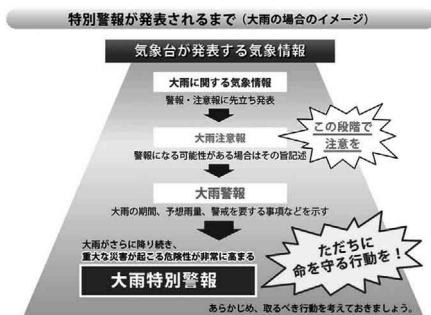 特別警報が発表されるまで（大雨の場合のイメージ）
気象台が発表する気象情報
大雨に関する気象情報
警報・注意報に先立ち発表
大雨注意報
警報になる可能性がある場合はその旨記述
この段階で
注意を
大雨警報
大雨の期間、予想雨量、警戒を要する事項などを示す
大雨がさらに降り続き、
重大な災害が起こる危険性が非常に高まる
大雨特別警報
ただちに
命を守る行動を！
あらかじめ、取るべき行動を考えておきましょう。